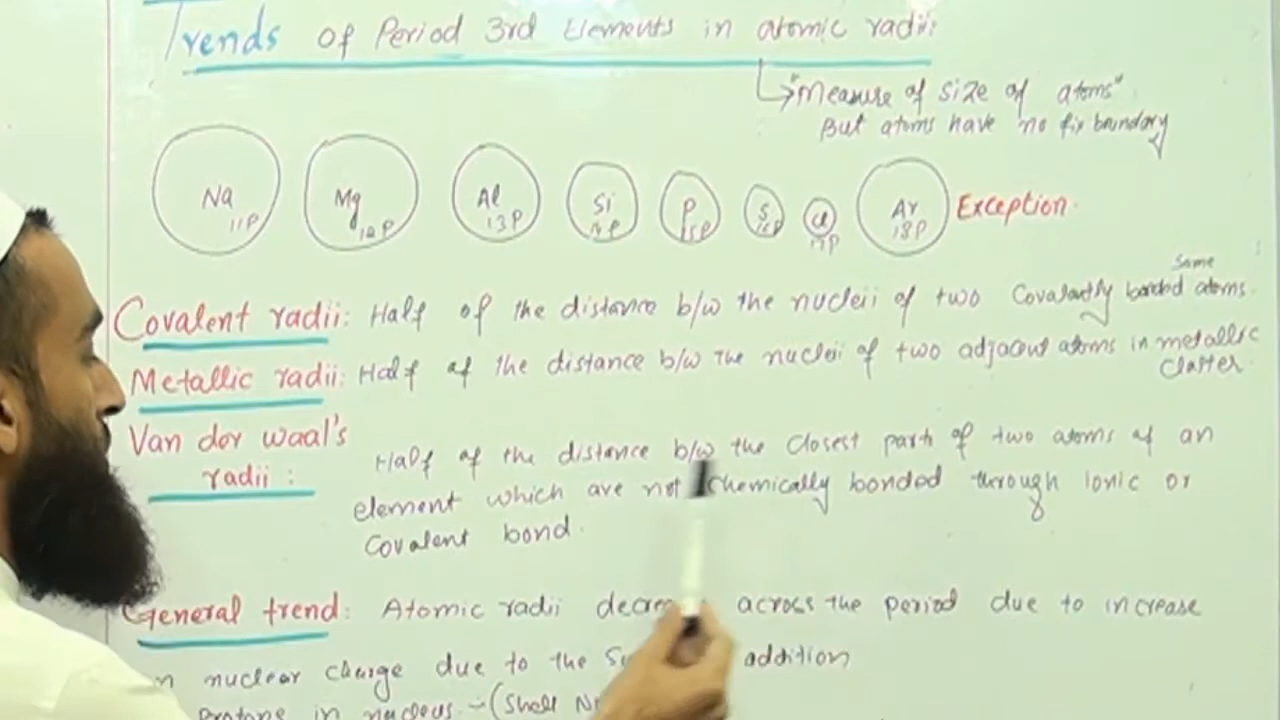 Trends of Period 3rd Elements in atomic radii:
"measure of size of atoms"
But atoms have no fix boundary
Na 11P Mg 12P Al 13P Si 14P P 15P S 16P Cl 17P Ar 18P Exception
Same
Covalent radii: Half of the distance b/w the nucleii of two Covalantly bonded atoms.
Metallic radii: Half of the distance b/w the nucleii of two adjacent atoms in metallic
Claster.
Van der waal's
radii:
Half of the distance b/w the closest part of two atoms of an
element which are not chemically bonded through ionic or
Covalent bond.
General trend: Atomic radii across the period due to increase
in nuclear charge due to the addition
Protons in nucleus - (Shell